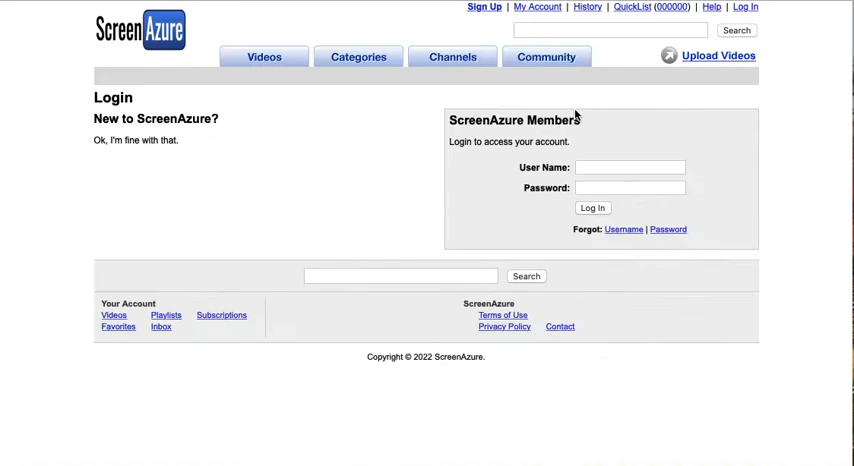 Sign Up | My Account | History | QuickList (000000) | Help | Log In
ScreenAzure
Search
Videos Categories Channels Community Upload Videos
Login
New to ScreenAzure?
Ok, I'm fine with that.
ScreenAzure Members
Login to access your account.
User Name:
Password:
Log In
Forgot: Username | Password
Search
Your Account
Videos Playlists Subscriptions
Favorites Inbox
ScreenAzure
Terms of Use
Privacy Policy Contact
Copyright © 2022 ScreenAzure.